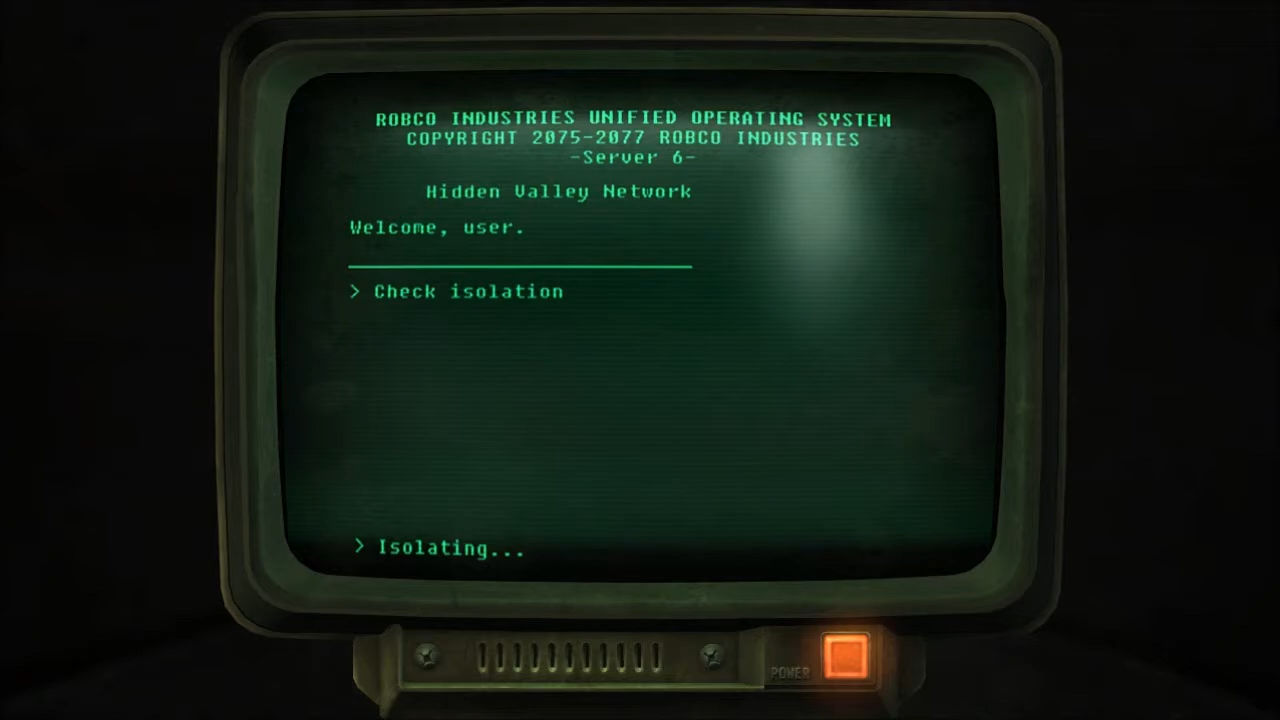 ROBCO INDUSTRIES UNIFIED OPERATING SYSTEM
COPYRIGHT 2075-2077 ROBCO INDUSTRIES
-Server 6-
Hidden Valley Network
Welcome, user.
> Check isolation
> Isolating...
POWER